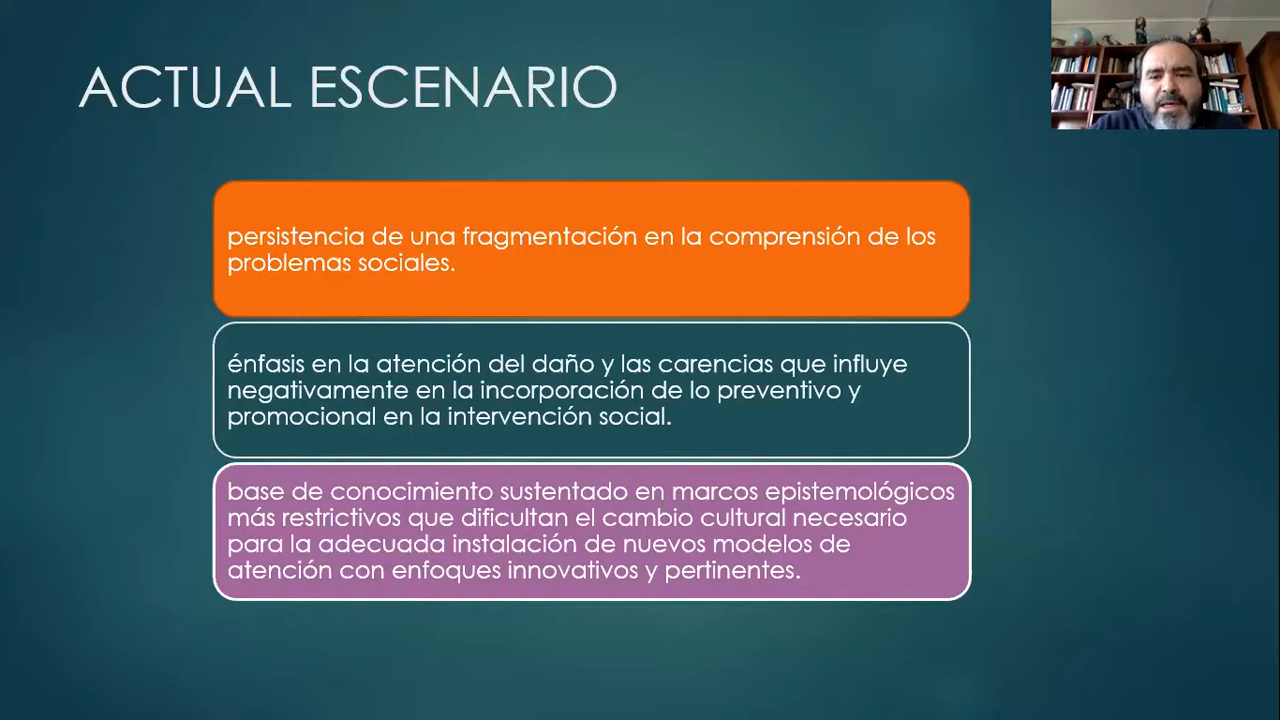 ACTUAL ESCENARIO
persistencia de una fragmentación en la comprensión de los
problemas sociales.
énfasis en la atención del daño y las carencias que influye
negativamente en la incorporación de lo preventivo y
promocional en la intervención social.
base de conocimiento sustentado en marcos epistemológicos
más restrictivos que dificultan el cambio cultural necesario
para la adecuada instalación de nuevos modelos de
atención con enfoques innovativos y pertinentes.